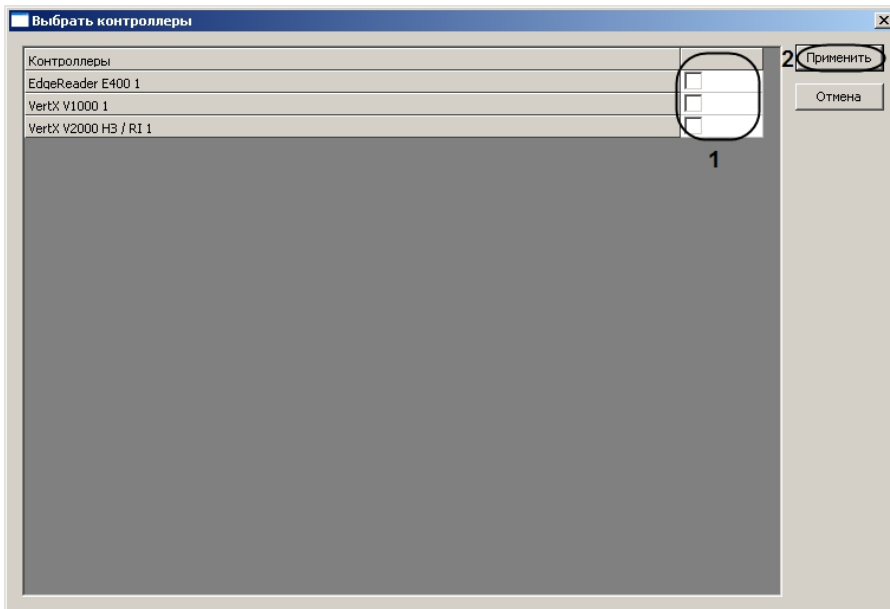 Выбрать контроллеры
Контроллеры
EdgeReader E400 1
VertX V1000 1
VertX V2000 H3 / RI 1
1
2 Применить
Отмена